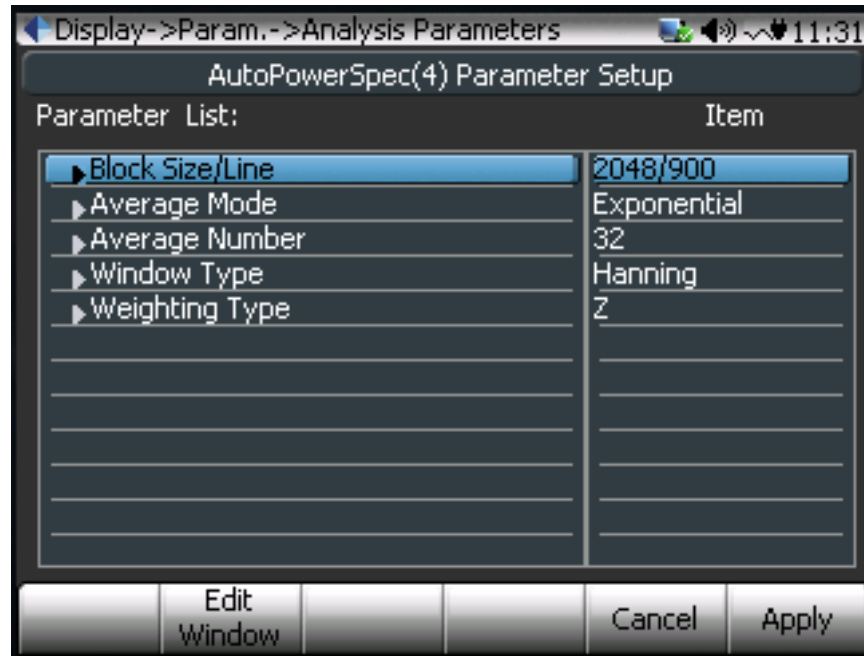 Display->Param.->Analysis Parameters 11:31
AutoPowerSpec(4) Parameter Setup
Parameter List: Item
Block Size/Line 2048/900
Average Mode Exponential
Average Number 32
Window Type Hanning
Weighting Type Z
Edit Window Cancel Apply